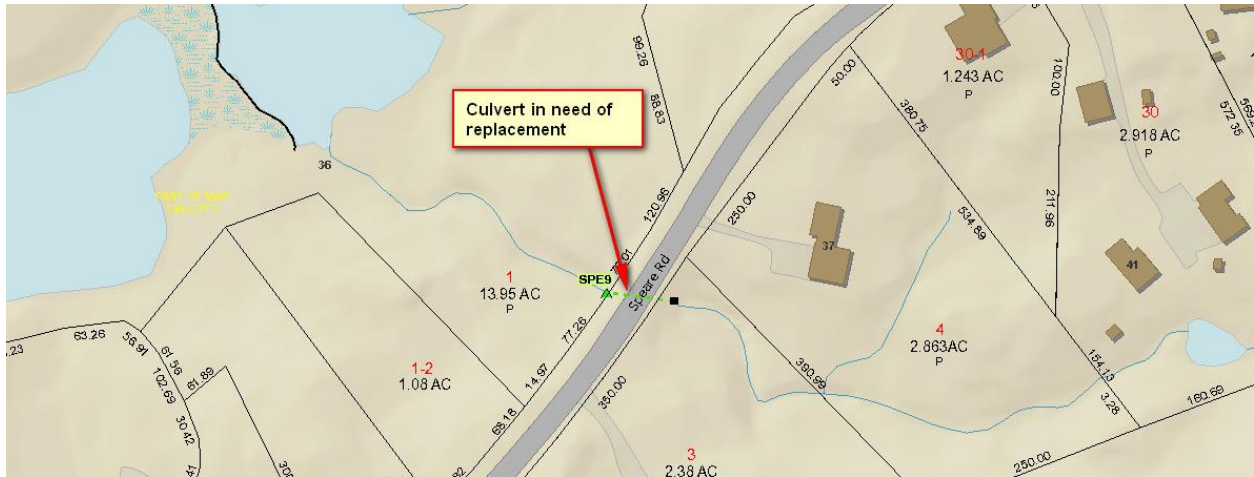 Culvert in need of
replacement
99.26
88.83
120.96
50.00
380.75
30-1
1.243 AC
P
100.00
30
2.918 AC
P
572.35
36
250.00
211.96
534.89
37
41
SPE9
Speare Rd
1
13.95 AC
P
77.26
4
2.863AC
P
63.26
56.91
61.56
102.69
61.89
30.42
1-2
1.08 AC
14.97
68.18
350.00
390.99
154.13
3.28
160.69
250.00
3
2.38 AC